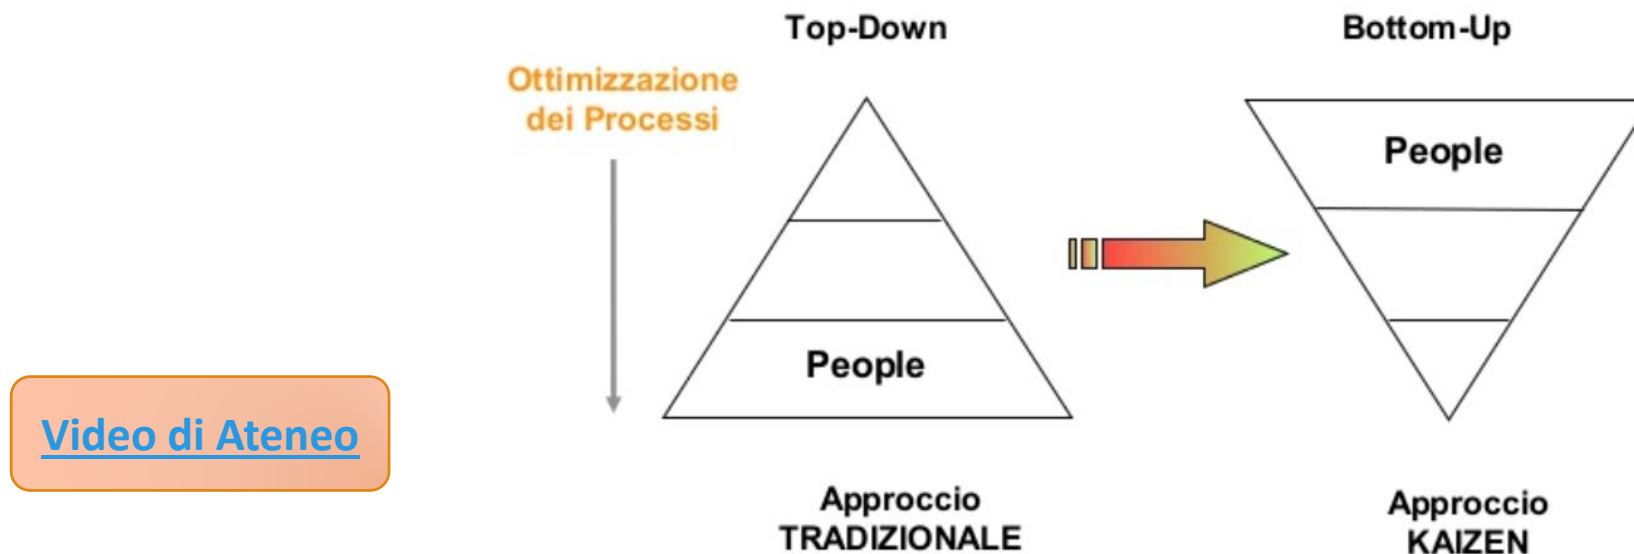 Top-Down
Bottom-Up
Ottimizzazione
dei Processi
People
People
Video di Ateneo
Approccio
TRADIZIONALE
Approccio
KAIZEN